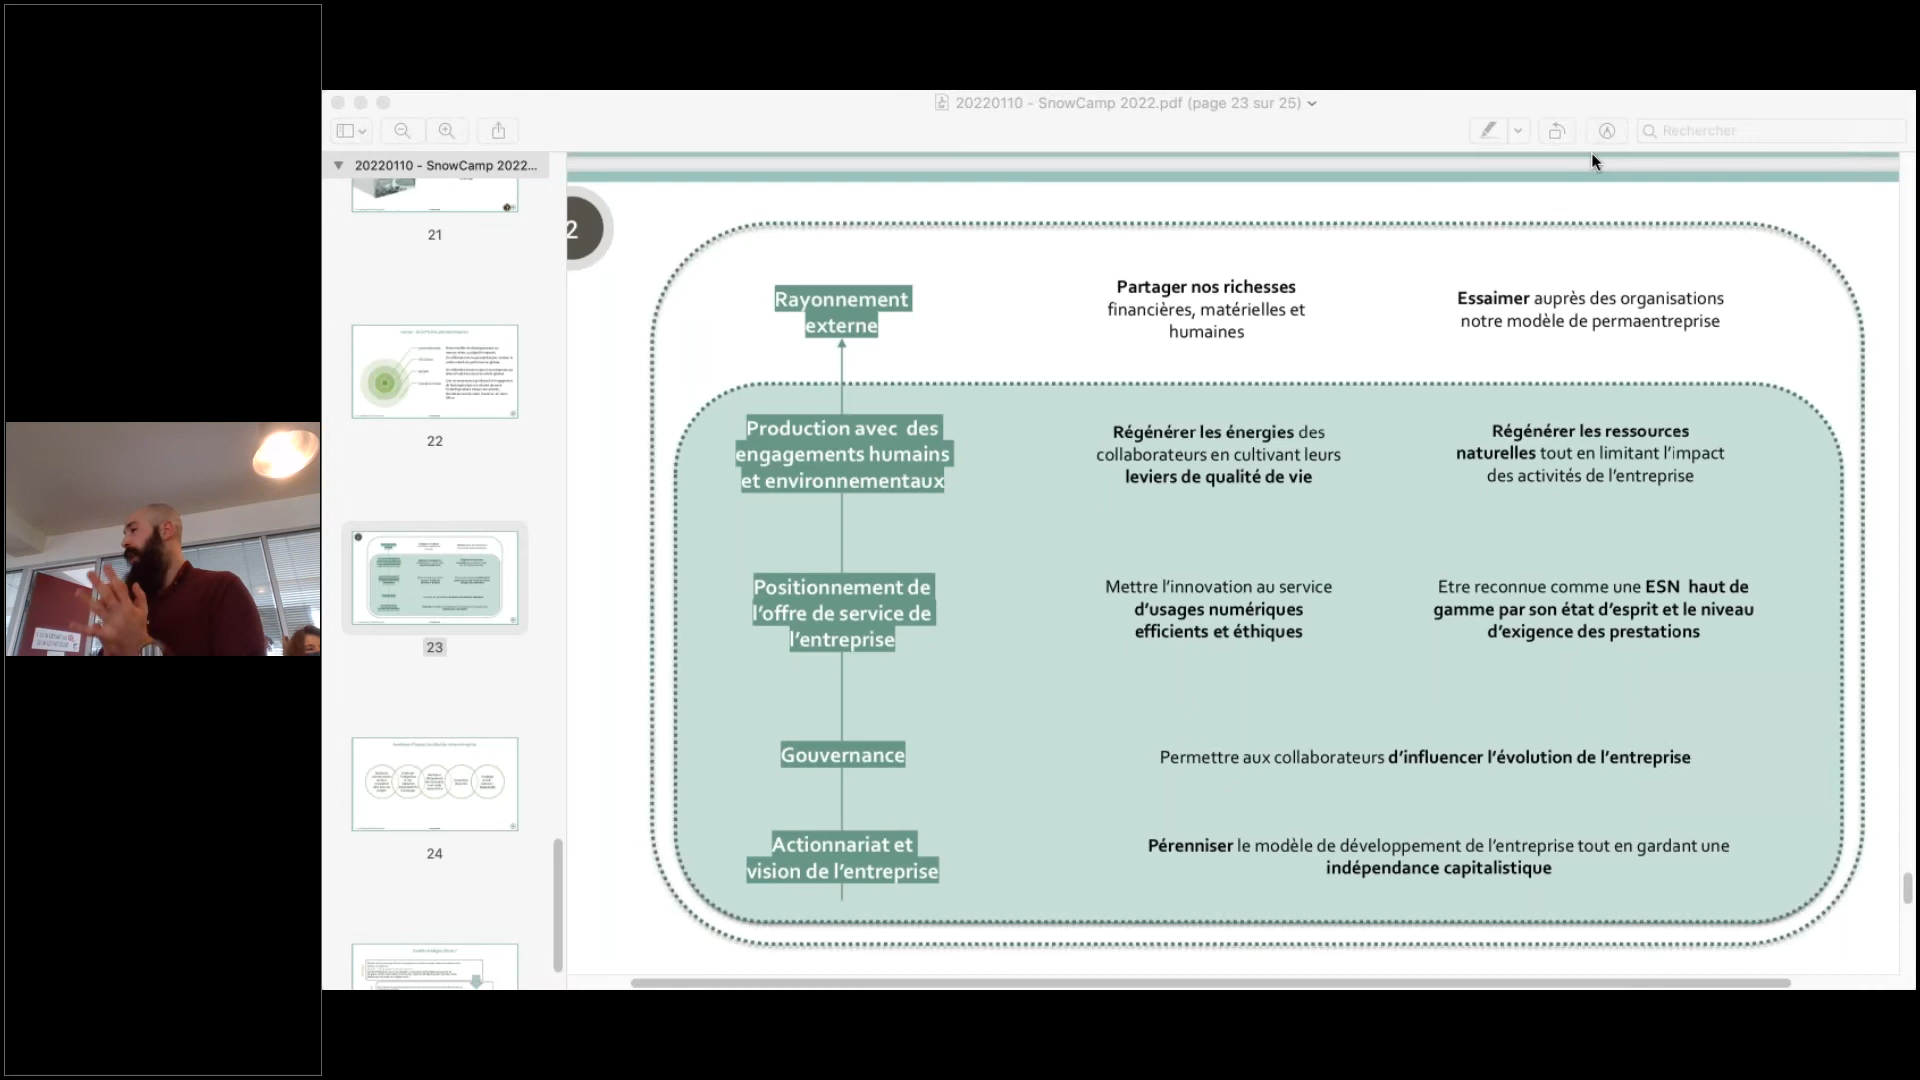 20220110 - SnowCamp 2022.pdf (page 23 sur 25)
Rechercher
20220110 - SnowCamp 2022...
21
22
23
24
2
Rayonnement
externe
Partager nos richesses
financières, matérielles et
humaines
Essaimer auprès des organisations
notre modèle de permaentreprise
Production avec des
engagements humains
et environnementaux
Régénérer les énergies des
collaborateurs en cultivant leurs
leviers de qualité de vie
Régénérer les ressources
naturelles tout en limitant l'impact
des activités de l'entreprise
Positionnement de
l'offre de service de
l'entreprise
Mettre l'innovation au service
d'usages numériques
efficients et éthiques
Etre reconnue comme une ESN haut de
gamme par son état d'esprit et le niveau
d'exigence des prestations
Gouvernance
Permettre aux collaborateurs d'influencer l'évolution de l'entreprise
Actionnariat et
vision de l'entreprise
Pérenniser le modèle de développement de l'entreprise tout en gardant une
indépendance capitalistique